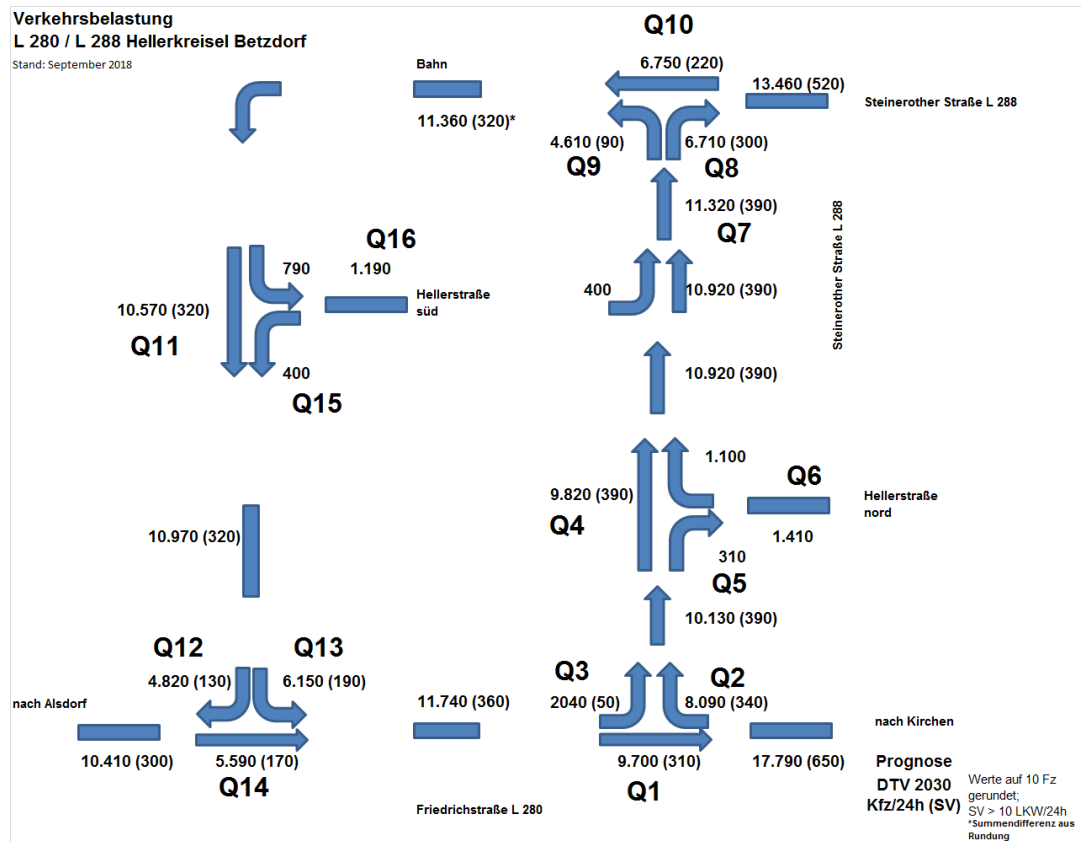 Verkehrsbelastung
L 280 / L 288 Hellerkreisel Betzdorf
Stand: September 2018
Q10
Bahn
6.750 (220)
13.460 (520)
Steinerother Straße L 288
11.360 (320)*
4.610 (90)
6.710 (300)
Q9
Q8
11.320 (390)
Q7
Steinerother Straße L 288
Q16
790
1.190
Hellerstraße
süd
400
10.920 (390)
10.570 (320)
Q11
400
Q15
10.920 (390)
1.100
Q6
9.820 (390)
Hellerstraße
nord
Q4
1.410
310
Q5
10.970 (320)
10.130 (390)
Q12
Q13
Q3
Q2
4.820 (130)
6.150 (190)
nach Alsdorf
11.740 (360)
2040 (50)
8.090 (340)
nach Kirchen
10.410 (300)
5.590 (170)
9.700 (310)
17.790 (650)
Q14
Q1
Friedrichstraße L 280
Prognose
DTV 2030
Kfz/24h (SV)
Werte auf 10 Fz
gerundet;
SV > 10 LKW/24h
*Summendifferenz aus
Rundung